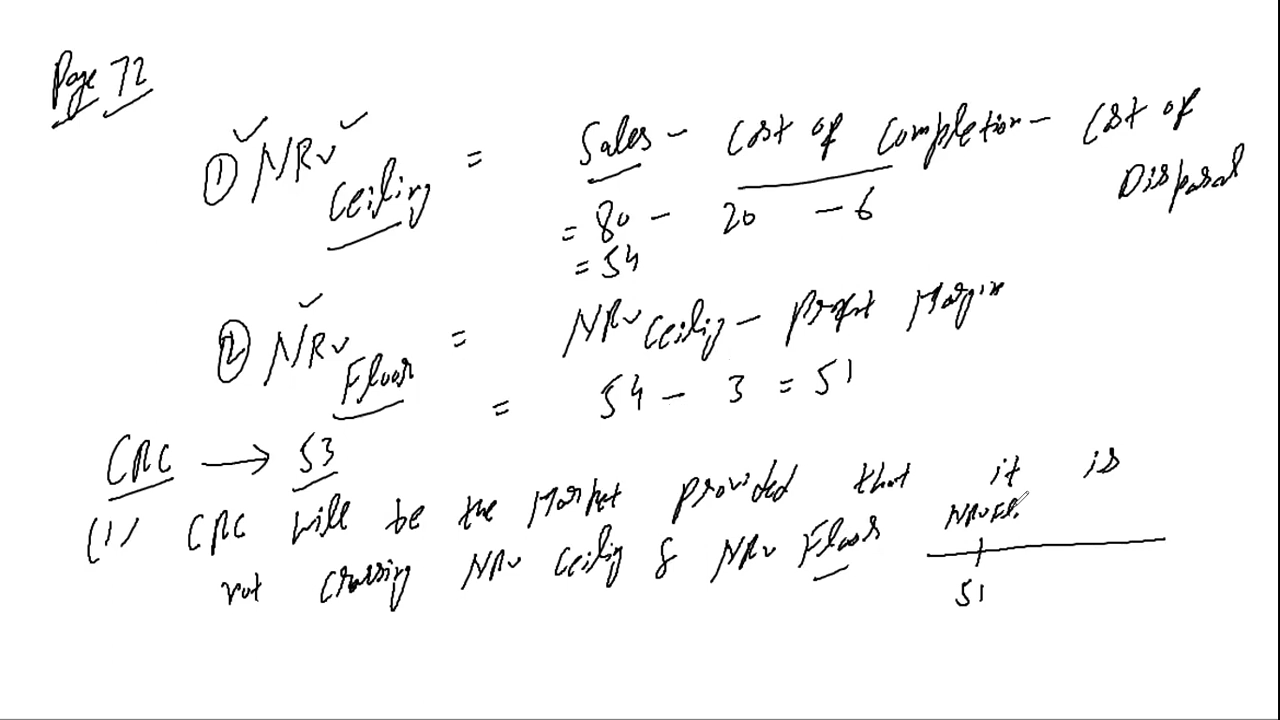 Page 72
① NRV Ceiling = Sales - Cost of Completion - Cost of Disposal
= 80 - 20 - 6
= 54
② NRV Floor = NRV Ceiling - Profit Margin
= 54 - 3 = 51
CRC → 53
(1) CRC will be the Market provided that it is
not crossing NRV Ceiling & NRV Floor
NRV Fl.
51